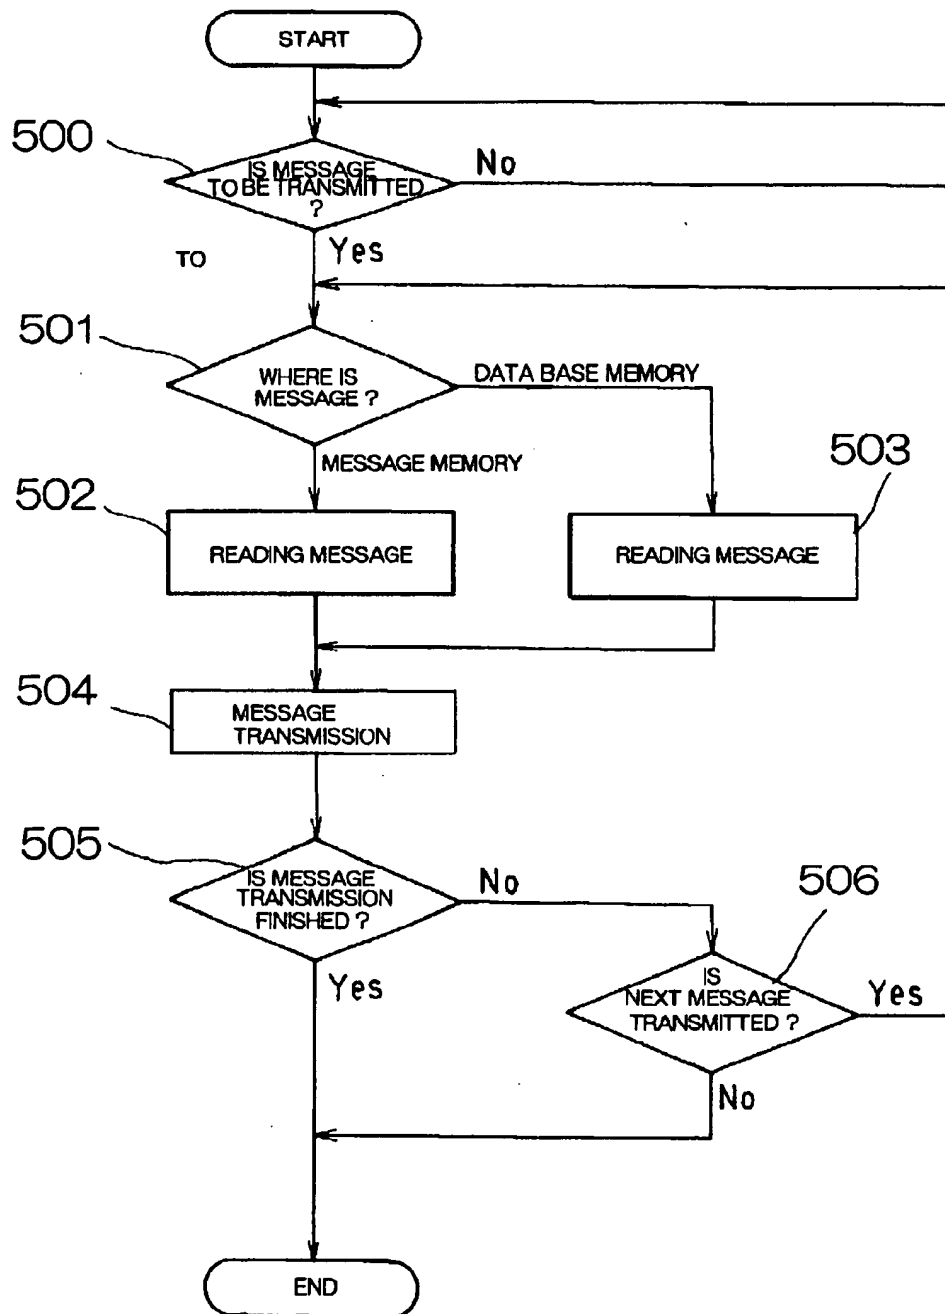 START
500
IS MESSAGE
TO BE TRANSMITTED
?
No
Yes
TO
501
WHERE IS
MESSAGE ?
DATA BASE MEMORY
MESSAGE MEMORY
502
503
READING MESSAGE
READING MESSAGE
504
MESSAGE
TRANSMISSION
505
IS MESSAGE
TRANSMISSION
FINISHED ?
No
506
Yes
IS
NEXT MESSAGE
TRANSMITTED ?
Yes
No
END